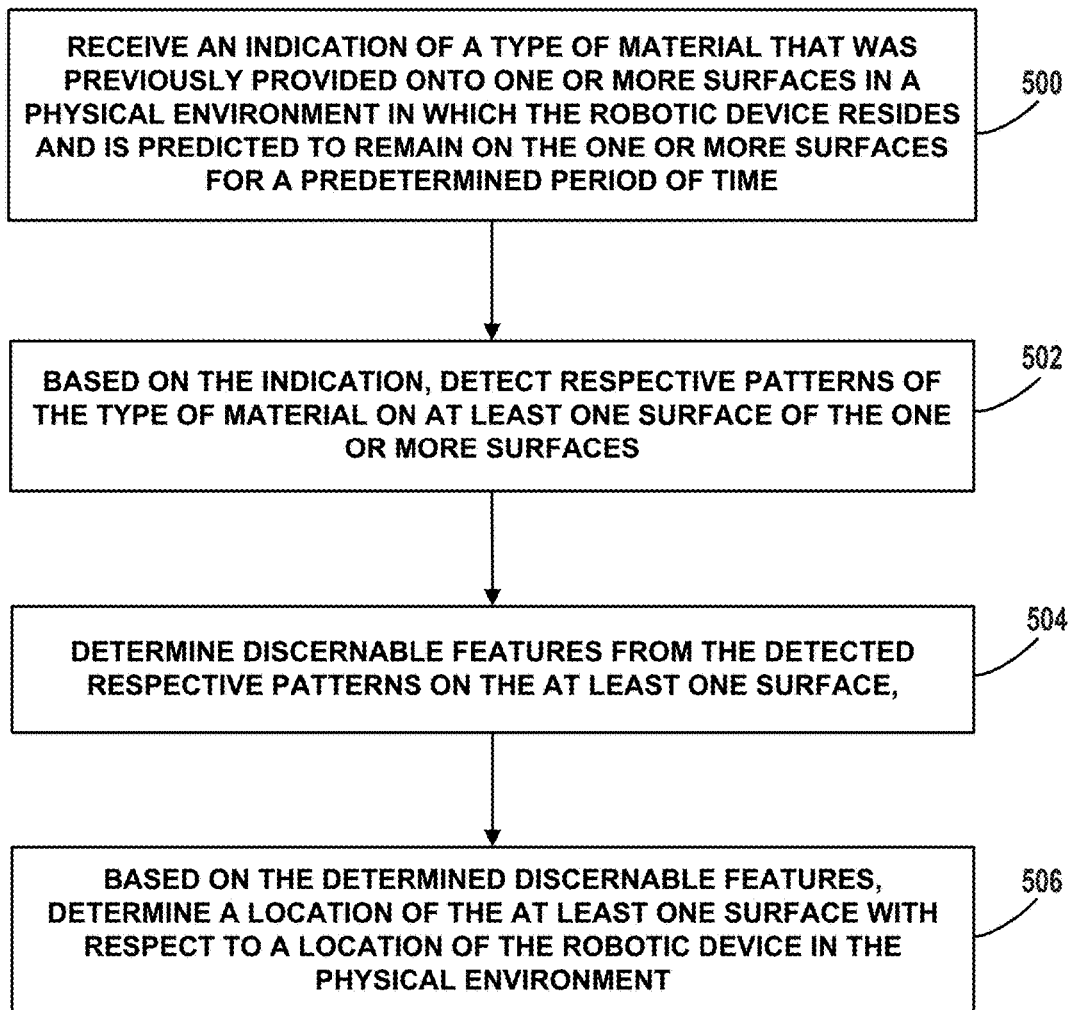 RECEIVE AN INDICATION OF A TYPE OF MATERIAL THAT WAS
PREVIOUSLY PROVIDED ONTO ONE OR MORE SURFACES IN A
PHYSICAL ENVIRONMENT IN WHICH THE ROBOTIC DEVICE RESIDES
AND IS PREDICTED TO REMAIN ON THE ONE OR MORE SURFACES
FOR A PREDETERMINED PERIOD OF TIME
500
BASED ON THE INDICATION, DETECT RESPECTIVE PATTERNS OF
THE TYPE OF MATERIAL ON AT LEAST ONE SURFACE OF THE ONE
OR MORE SURFACES
502
DETERMINE DISCERNABLE FEATURES FROM THE DETECTED
RESPECTIVE PATTERNS ON THE AT LEAST ONE SURFACE,
504
BASED ON THE DETERMINED DISCERNABLE FEATURES,
DETERMINE A LOCATION OF THE AT LEAST ONE SURFACE WITH
RESPECT TO A LOCATION OF THE ROBOTIC DEVICE IN THE
PHYSICAL ENVIRONMENT
506